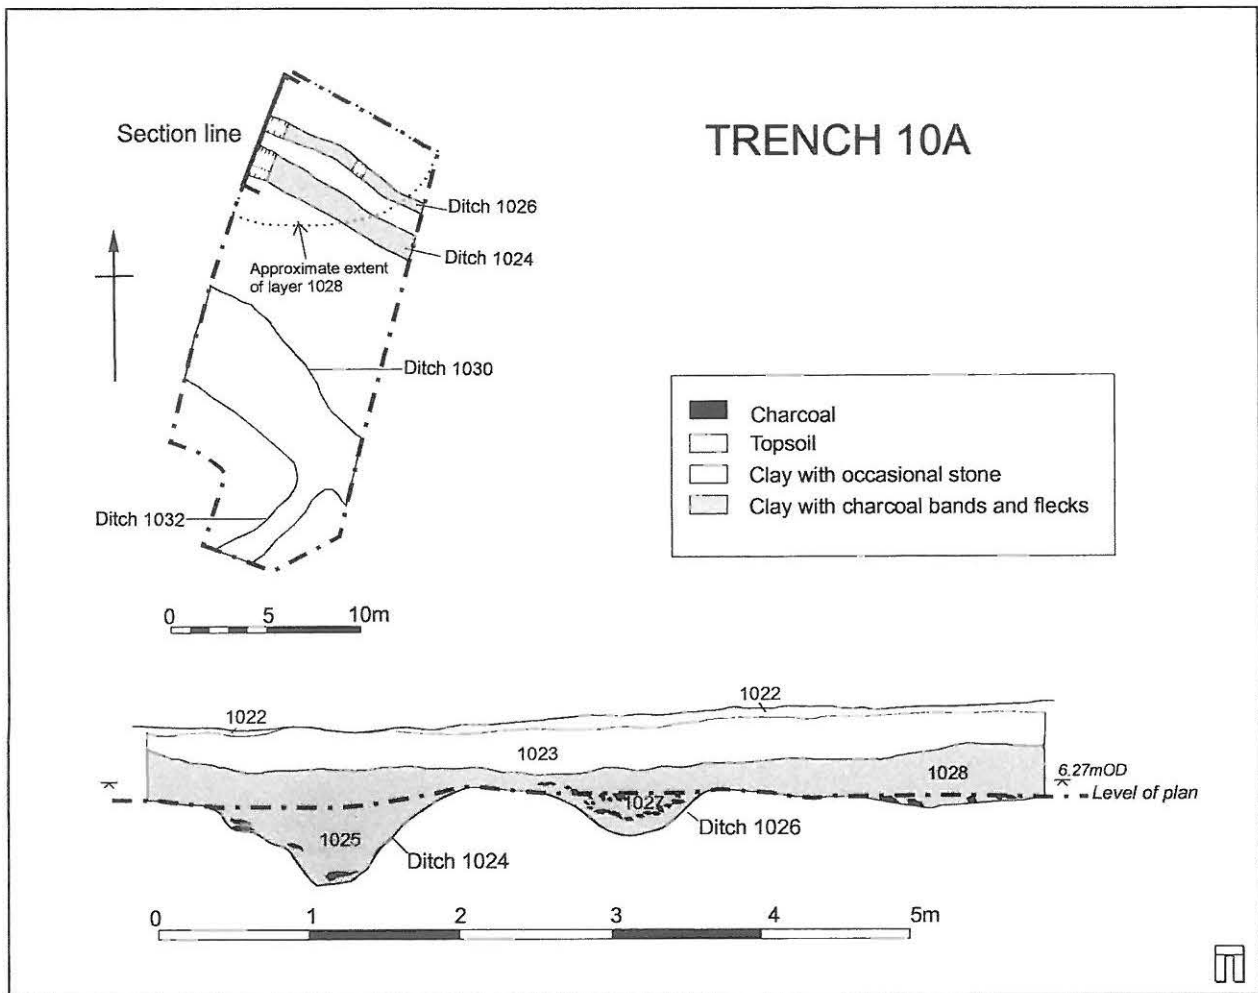 TRENCH 10A
Section line
Ditch 1026
Ditch 1024
Approximate extent
of layer 1028
Ditch 1030
Ditch 1032
0 5 10m
Charcoal
Topsoil
Clay with occasional stone
Clay with charcoal bands and flecks
1022
1022
1023
1028
6.27mOD
Level of plan
1027
1025
Ditch 1026
Ditch 1024
0 1 2 3 4 5m